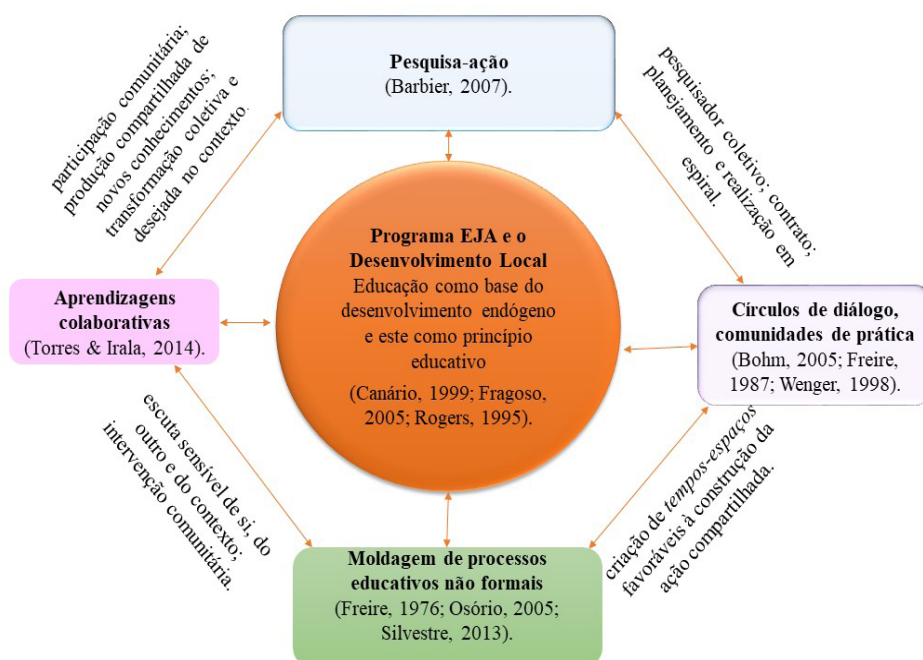 Pesquisa-ação
(Barbier, 2007).
participação comunitária;
produção compartilhada de
novos conhecimentos;
transformação coletiva e
desejada no contexto.
pesquisador coletivo; contrato;
planejamento e realização em
espiral.
Programa EJA e o
Desenvolvimento Local
Educação como base do
desenvolvimento endógeno
e este como princípio
educativo
(Canário, 1999; Fragoso,
2005; Rogers, 1995).
Aprendizagens
colaborativas
(Torres & Irala, 2014).
Círculos de diálogo,
comunidades de prática
(Bohm, 2005; Freire,
1987; Wenger, 1998).
escuta sensível de si, do
outro e do contexto;
intervenção comunitária.
criação de tempos-espaços
favoráveis à construção da
ação compartilhada.
Moldagem de processos
educativos não formais
(Freire, 1976; Osório, 2005;
Silvestre, 2013).